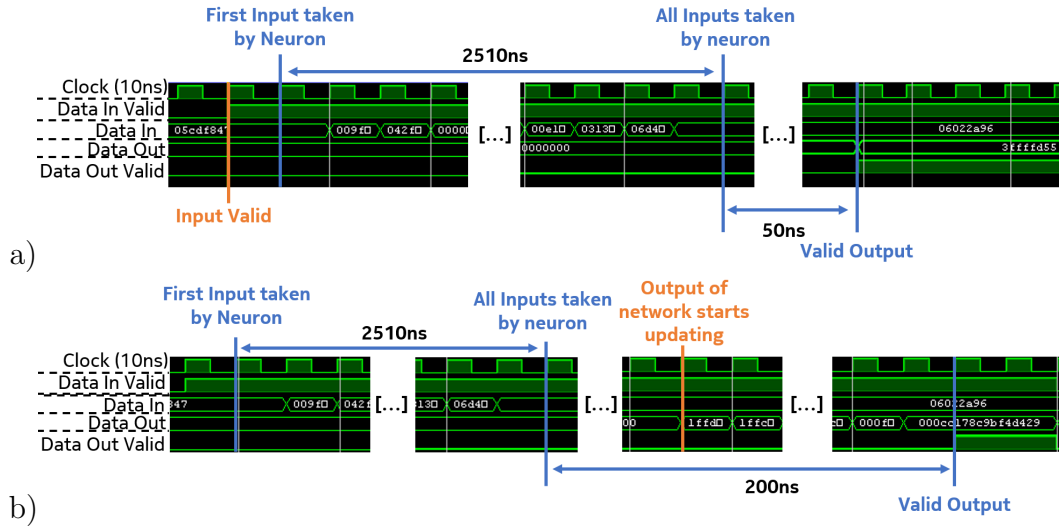 First Input taken
by Neuron
All Inputs taken
by neuron
2510ns
Clock (10ns)
Data In Valid
Data In
Data Out
Data Out Valid
05cdf847
009f
042f
0000
00e1
0313
06d4
0000000
[...]
[...]
06022a96
3ffffd55
Input Valid
50ns
Valid Output
a)
First Input taken
by Neuron
All Inputs taken
by neuron
Output of
network starts
updating
2510ns
Clock (10ns)
Data In Valid
Data In
Data Out
Data Out Valid
347
009f
042f
[...]
313
06d4
[...]
00
1ffd
1ffc
[...]
000f
000cc178c9bf4d429
200ns
Valid Output
b)